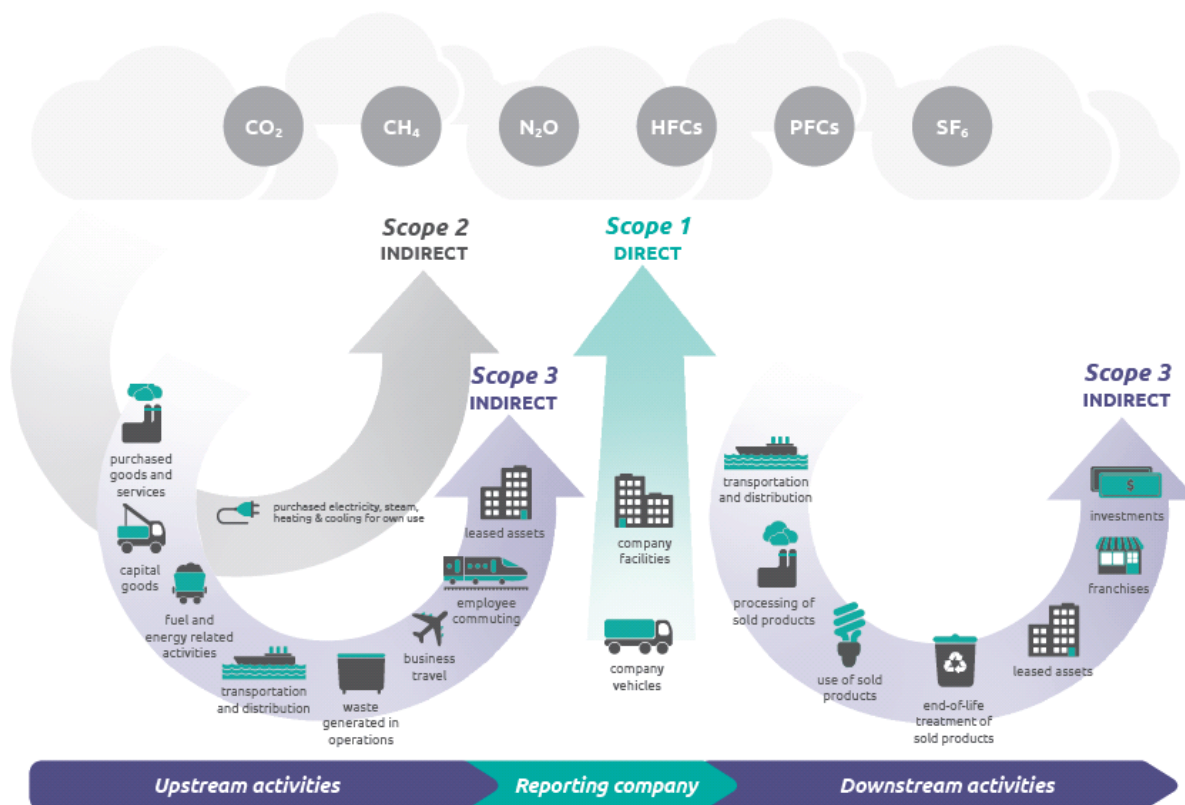 CO₂
CH₄
N₂O
HFCs
PFCs
SF₆
Scope 2
INDIRECT
Scope 1
DIRECT
Scope 3
INDIRECT
Scope 3
INDIRECT
purchased
goods and
services
capital
goods
fuel and
energy related
activities
purchased electricity, steam,
heating & cooling for own use
transportation
and distribution
waste
generated in
operations
business
travel
employee
commuting
leased assets
company
facilities
company
vehicles
transportation
and distribution
processing of
sold products
use of sold
products
end-of-life
treatment of
sold products
leased assets
franchises
$
investments
Upstream activities
Reporting company
Downstream activities